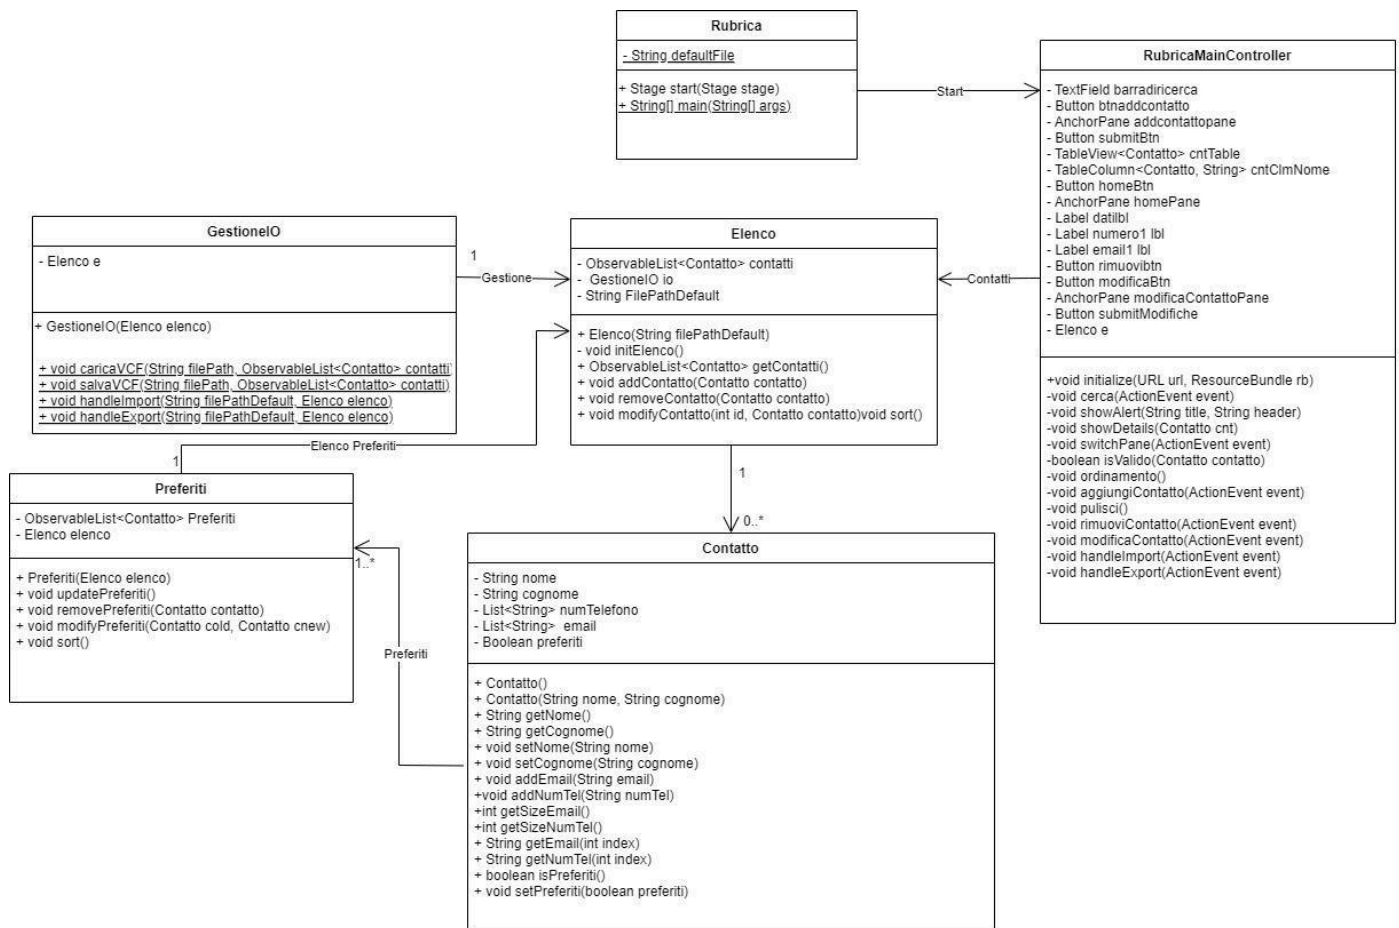 Rubrica
- String defaultFile
+ Stage start(Stage stage)
+ String[] main(String[] args)
Start
RubricaMainController
- TextField barradiricerca
- Button btnaddcontatto
- AnchorPane addcontattopane
- Button submitBtn
- TableView<Contatto> cntTable
- TableColumn<Contatto, String> cntClmNome
- Button homeBtn
- AnchorPane homePane
- Label datilbl
- Label numero1 lbl
- Label email1 lbl
- Button rimuovibtn
- Button modificaBtn
- AnchorPane modificaContattoPane
- Button submitModifiche
- Elenco e
+void initialize(URL url, ResourceBundle rb)
-void cerca(ActionEvent event)
-void showAlert(String title, String header)
-void showDetails(Contatto cnt)
-void switchPane(ActionEvent event)
-boolean isValido(Contatto contatto)
-void ordinamento()
-void aggiungiContatto(ActionEvent event)
-void pulisci()
-void rimuoviContatto(ActionEvent event)
-void modificaContatto(ActionEvent event)
-void handleImport(ActionEvent event)
-void handleExport(ActionEvent event)
GestioneIO
- Elenco e
+ GestioneIO(Elenco elenco)
+ void caricaVCF(String filePath, ObservableList<Contatto> contatti)
+ void salvaVCF(String filePath, ObservableList<Contatto> contatti)
+ void handleImport(String filePathDefault, Elenco elenco)
+ void handleExport(String filePathDefault, Elenco elenco)
1
Gestione
Elenco
- ObservableList<Contatto> contatti
- GestioneIO io
- String FilePathDefault
+ Elenco(String filePathDefault)
- void initElenco()
+ ObservableList<Contatto> getContatti()
+ void addContatto(Contatto contatto)
+ void removeContatto(Contatto contatto)
+ void modifyContatto(int id, Contatto contatto)void sort()
Contatti
Elenco Preferiti
1
1
0..*
Preferiti
- ObservableList<Contatto> Preferiti
- Elenco elenco
+ Preferiti(Elenco elenco)
+ void updatePreferiti()
+ void removePreferiti(Contatto contatto)
+ void modifyPreferiti(Contatto cold, Contatto cnew)
+ void sort()
1..*
Preferiti
Contatto
- String nome
- String cognome
- List<String> numTelefono
- List<String> email
- Boolean preferiti
+ Contatto()
+ Contatto(String nome, String cognome)
+ String getNome()
+ String getCognome()
+ void setNome(String nome)
+ void setCognome(String cognome)
+ void addEmail(String email)
+void addNumTel(String numTel)
+int getSizeEmail()
+int getSizeNumTel()
+ String getEmail(int index)
+ String getNumTel(int index)
+ boolean isPreferiti()
+ void setPreferiti(boolean preferiti)